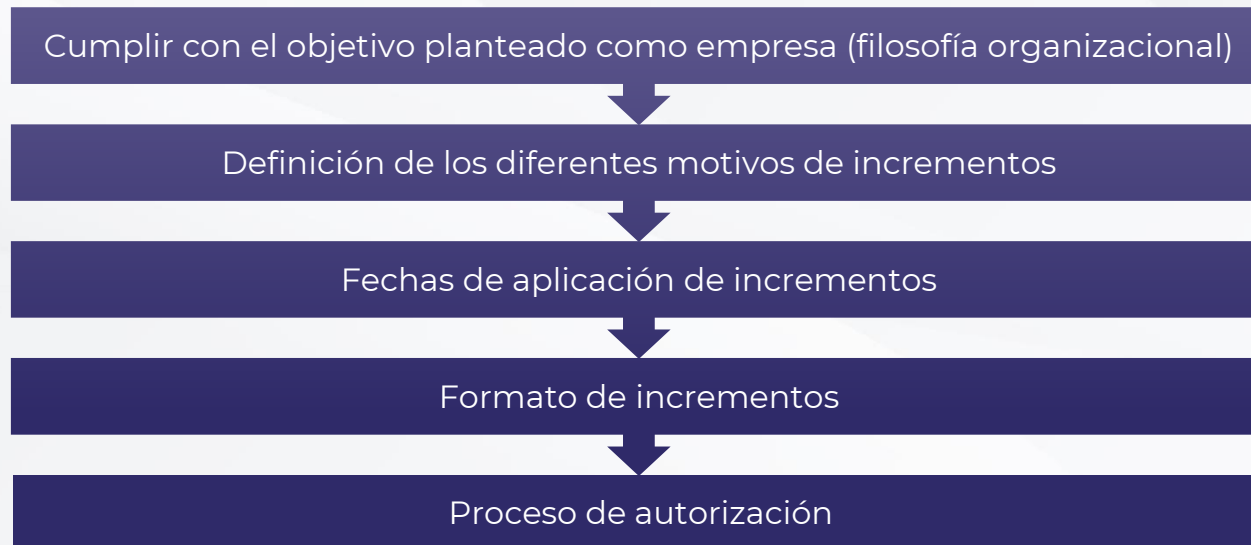 Cumplir con el objetivo planteado como empresa (filosofía organizacional)
Definición de los diferentes motivos de incrementos
Fechas de aplicación de incrementos
Formato de incrementos
Proceso de autorización